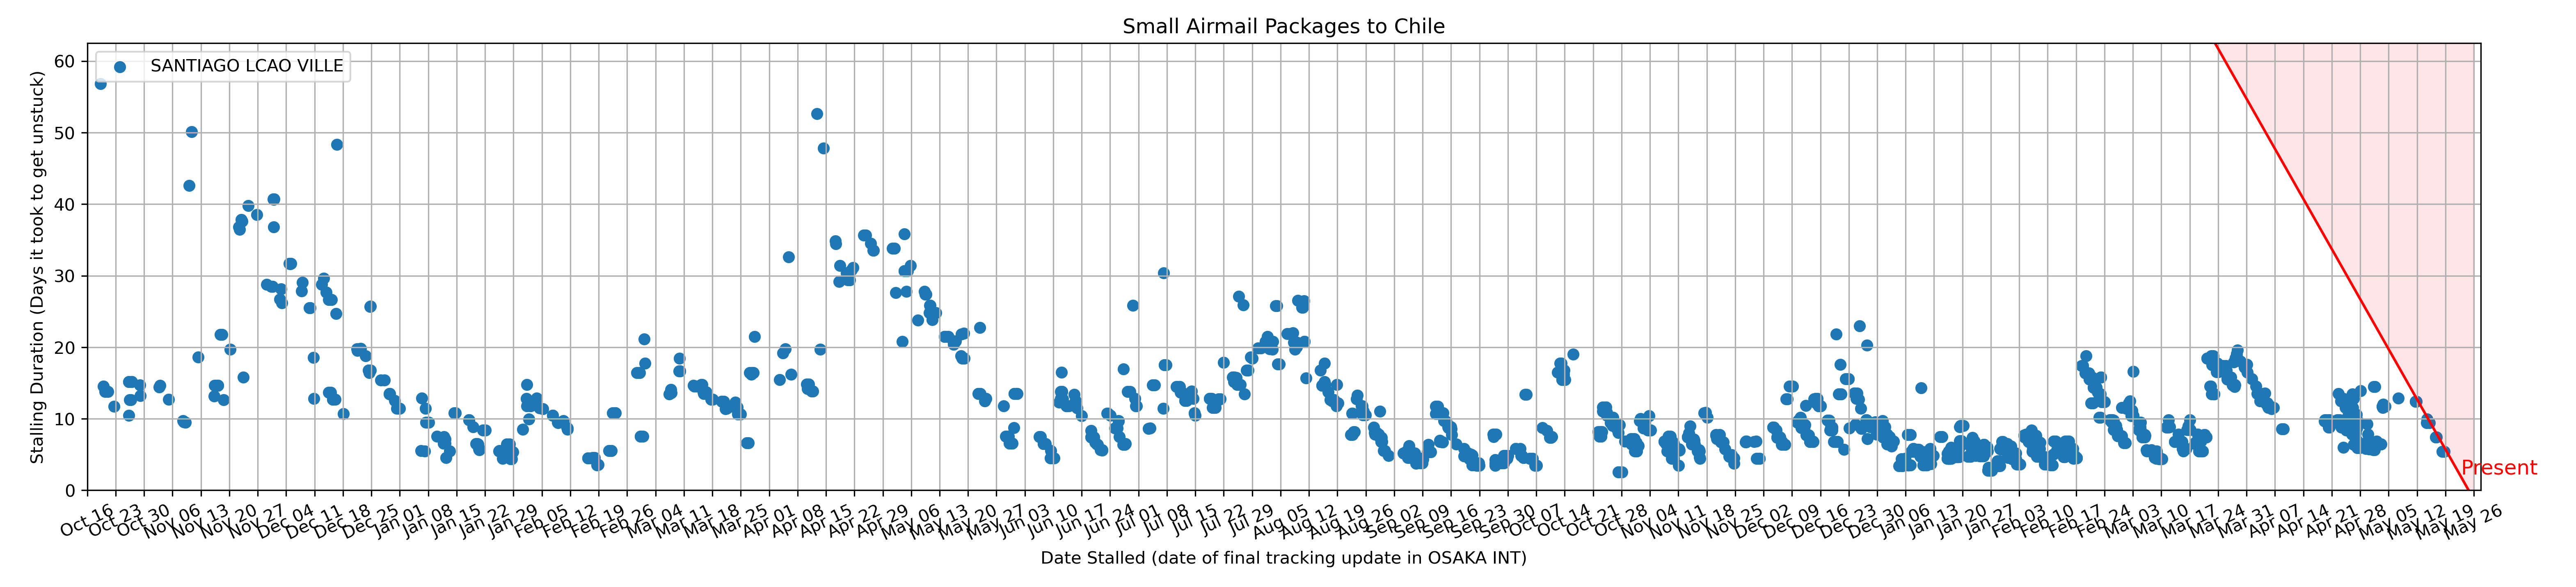 Small Airmail Packages to Chile
SANTIAGO LCAO VILLE
Stalling Duration (Days it took to get unstuck)
60
50
40
30
20
10
0
Present
Oct 16
Oct 23
Oct 30
Nov 06
Nov 13
Nov 20
Nov 27
Dec 04
Dec 11
Dec 18
Dec 25
Jan 01
Jan 08
Jan 15
Jan 22
Jan 29
Feb 05
Feb 12
Feb 19
Feb 26
Mar 04
Mar 11
Mar 18
Mar 25
Apr 01
Apr 08
Apr 15
Apr 22
Apr 29
May 06
May 13
May 20
May 27
Jun 03
Jun 10
Jun 17
Jun 24
Jul 01
Jul 08
Jul 15
Jul 22
Jul 29
Aug 05
Aug 12
Aug 19
Aug 26
Sep 02
Sep 09
Sep 16
Sep 23
Sep 30
Oct 07
Oct 14
Oct 21
Oct 28
Nov 04
Nov 11
Nov 18
Nov 25
Dec 02
Dec 09
Dec 16
Dec 23
Dec 30
Jan 06
Jan 13
Jan 20
Jan 27
Feb 03
Feb 10
Feb 17
Feb 24
Mar 03
Mar 10
Mar 17
Mar 24
Mar 31
Apr 07
Apr 14
Apr 21
Apr 28
May 05
May 12
May 19
May 26
Date Stalled (date of final tracking update in OSAKA INT)